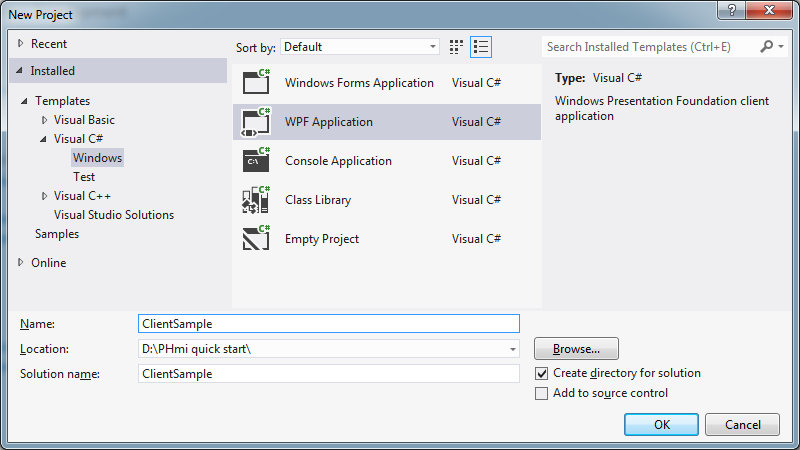 New Project
Recent
Installed
Templates
Visual Basic
Visual C#
Windows
Test
Visual C++
Visual Studio Solutions
Samples
Online
Sort by: Default
C# Windows Forms Application Visual C#
C# WPF Application Visual C#
C# C:\ Console Application Visual C#
C# Class Library Visual C#
C# Empty Project Visual C#
Search Installed Templates (Ctrl+E)
Type: Visual C#
Windows Presentation Foundation client
application
Name: ClientSample
Location: D:\PHmi quick start\ Browse...
Solution name: ClientSample
Create directory for solution
Add to source control
OK Cancel